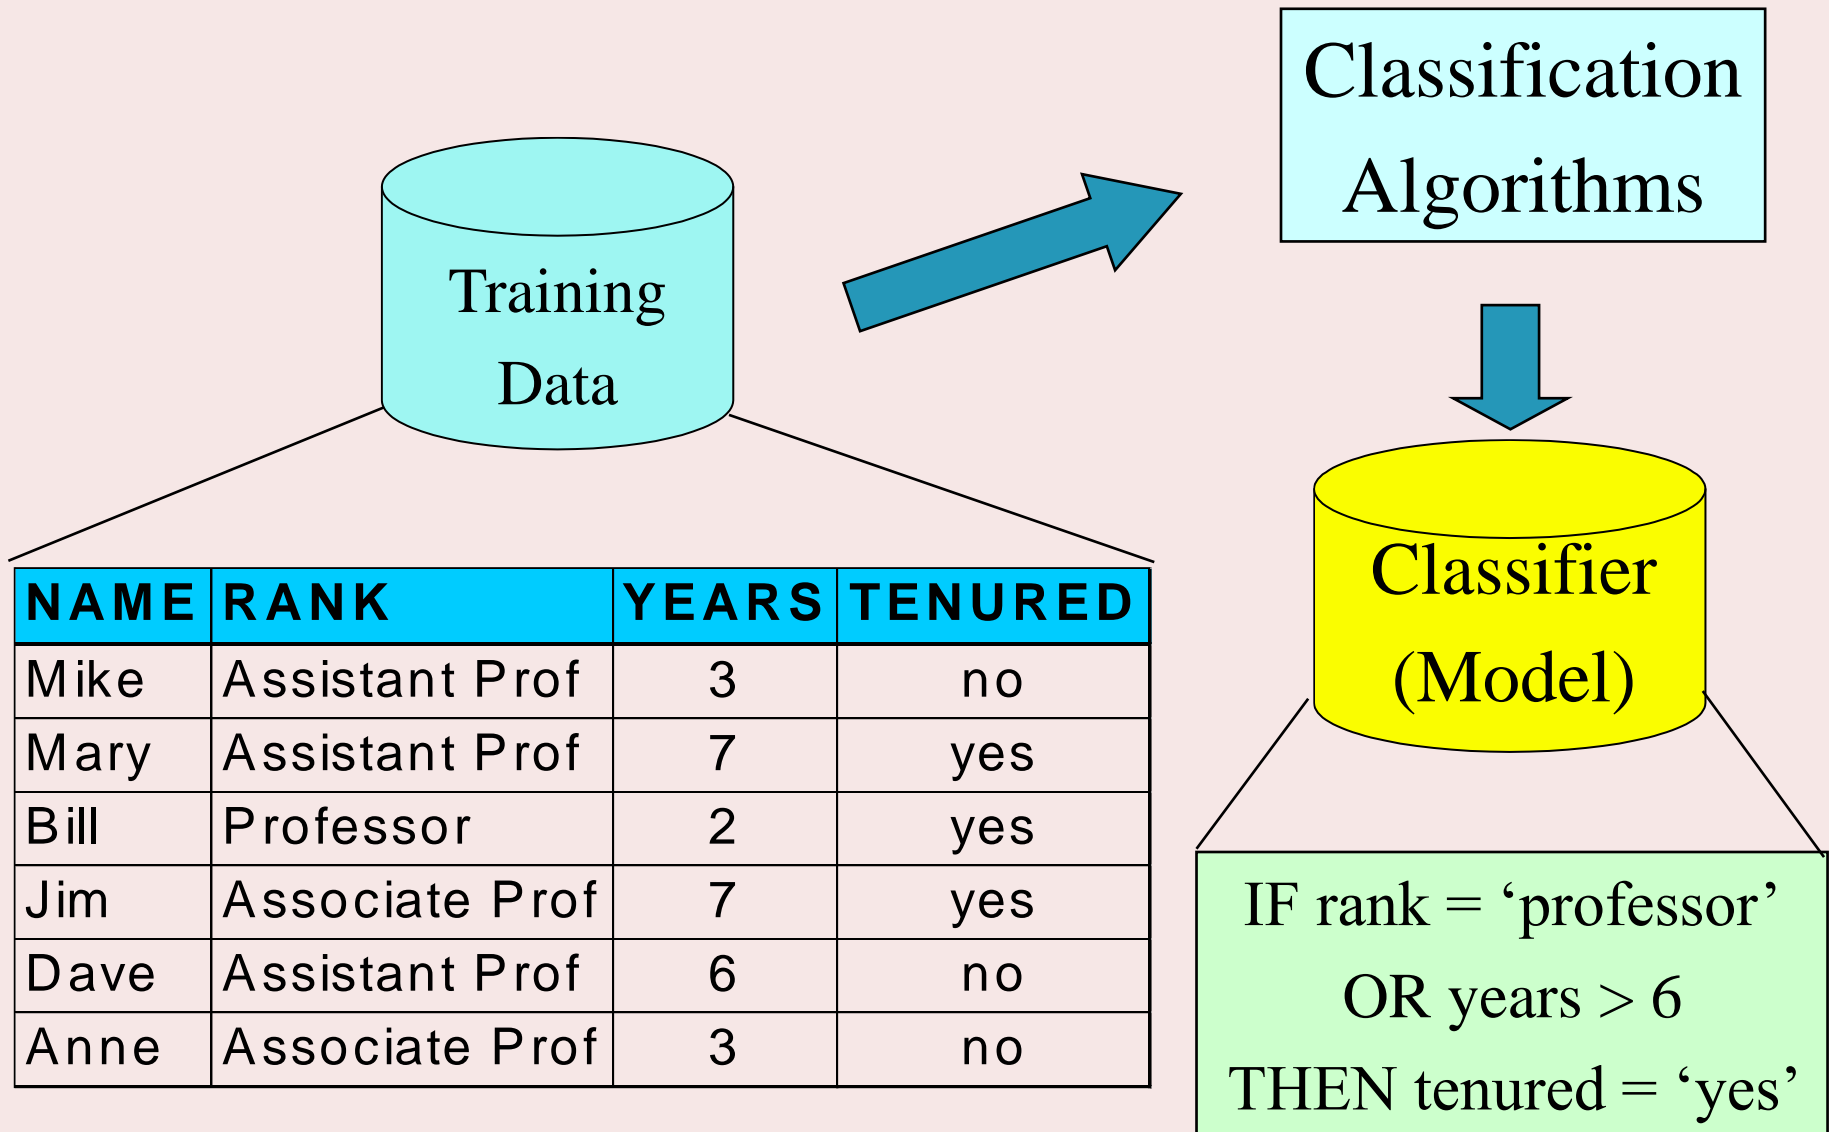 Classification
Algorithms
Training
Data
Classifier
(Model)
NAME RANK YEARS TENURED
Mike Assistant Prof 3 no
Mary Assistant Prof 7 yes
Bill Professor 2 yes
Jim Associate Prof 7 yes
Dave Assistant Prof 6 no
Anne Associate Prof 3 no
IF rank = ‘professor’
OR years > 6
THEN tenured = ‘yes’